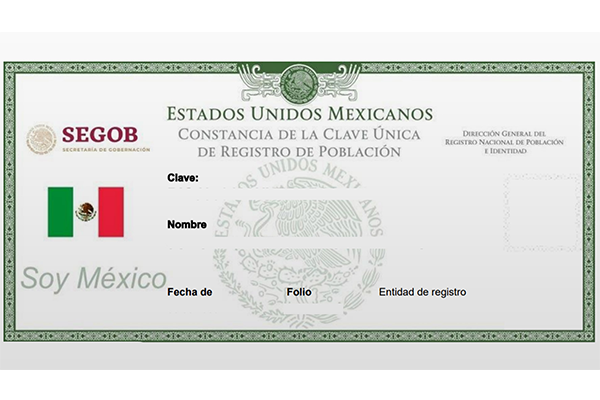 ESTADOS UNIDOS MEXICANOS
CONSTANCIA DE LA CLAVE ÚNICA
DE REGISTRO DE POBLACIÓN
SEGOB
SECRETARÍA DE GOBERNACIÓN
DIRECCIÓN GENERAL DEL
REGISTRO NACIONAL DE POBLACIÓN
E IDENTIDAD
Clave:
ESTADOS UNIDOS MEXICANOS
Nombre
Soy México
Fecha de
Folio
Entidad de registro